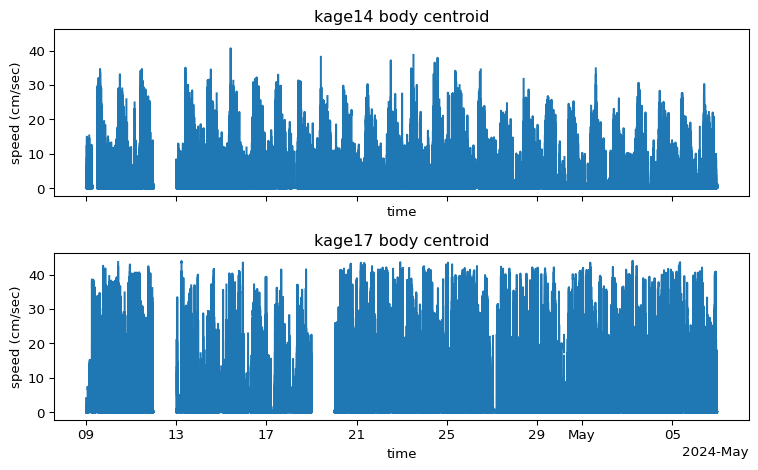 kage14 body centroid
speed (cm/sec)
40
30
20
10
0
time
kage17 body centroid
speed (cm/sec)
40
30
20
10
0
09 13 17 21 25 29 May 05
time
2024-May